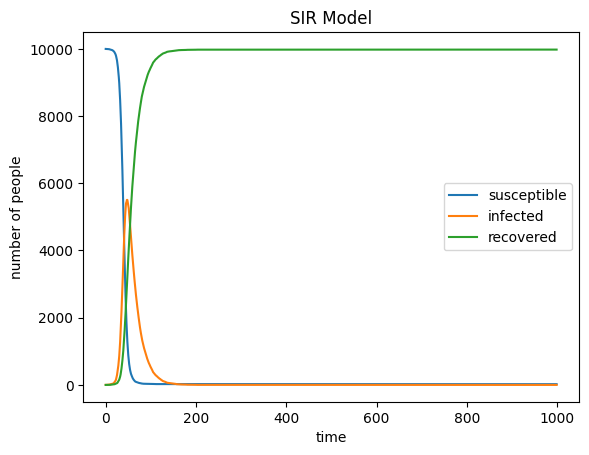 SIR Model
10000
8000
6000
4000
2000
0
number of people
susceptible
infected
recovered
0 200 400 600 800 1000
time